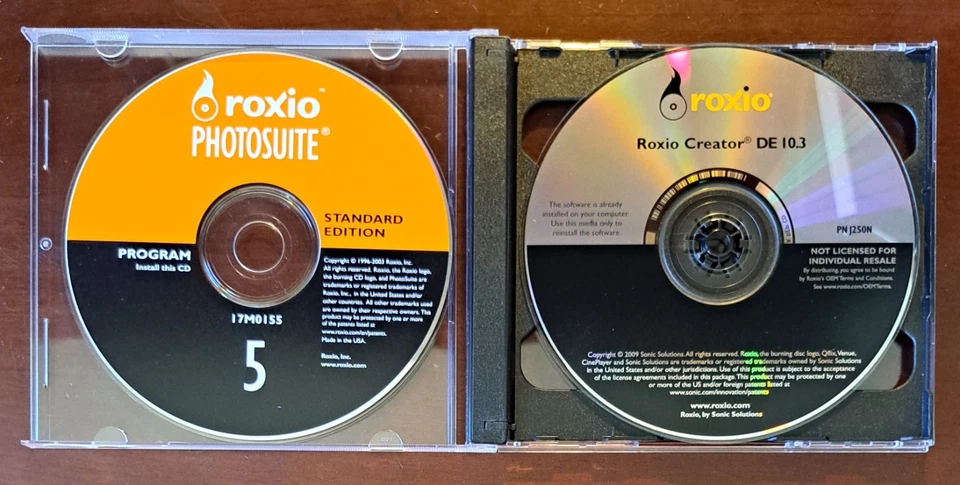 roxio™
PHOTOSUITE®
STANDARD
EDITION
PROGRAM
Install this CD
Copyright © 1996-2003 Roxio, Inc.
All rights reserved. Roxio, the Roxio logo,
the burning CD logo, and PhotoSuite are
trademarks or registered trademarks of
Roxio, Inc., in the United States and/or
other countries. All other trademarks used
are owned by their respective owners. This
product may be protected by one or more
of the patents listed at
www.roxio.com/en/patents.
Made in the USA.
Roxio, Inc.
www.roxio.com
17M0155
5
roxio®
Roxio Creator® DE 10.3
The software is already
installed on your computer.
Use this media only to
reinstall the software.
PN J250N
NOT LICENSED FOR
INDIVIDUAL RESALE
By distributing, you agree to be bound
by Roxio's OEM Terms and Conditions.
See www.roxio.com/OEMTerms.
Copyright © 2009 Sonic Solutions. All rights reserved. Roxio, the burning disc logo, Qflix, Venue,
CinePlayer and Sonic Solutions are trademarks or registered trademarks owned by Sonic Solutions
in the United States and/or other jurisdictions. Use of this product is subject to the acceptance
of the license agreements included in this package. This product may be protected by one
or more of the US and/or foreign patents listed at
www.sonic.com/innovation/patents
www.roxio.com
Roxio, by Sonic Solutions